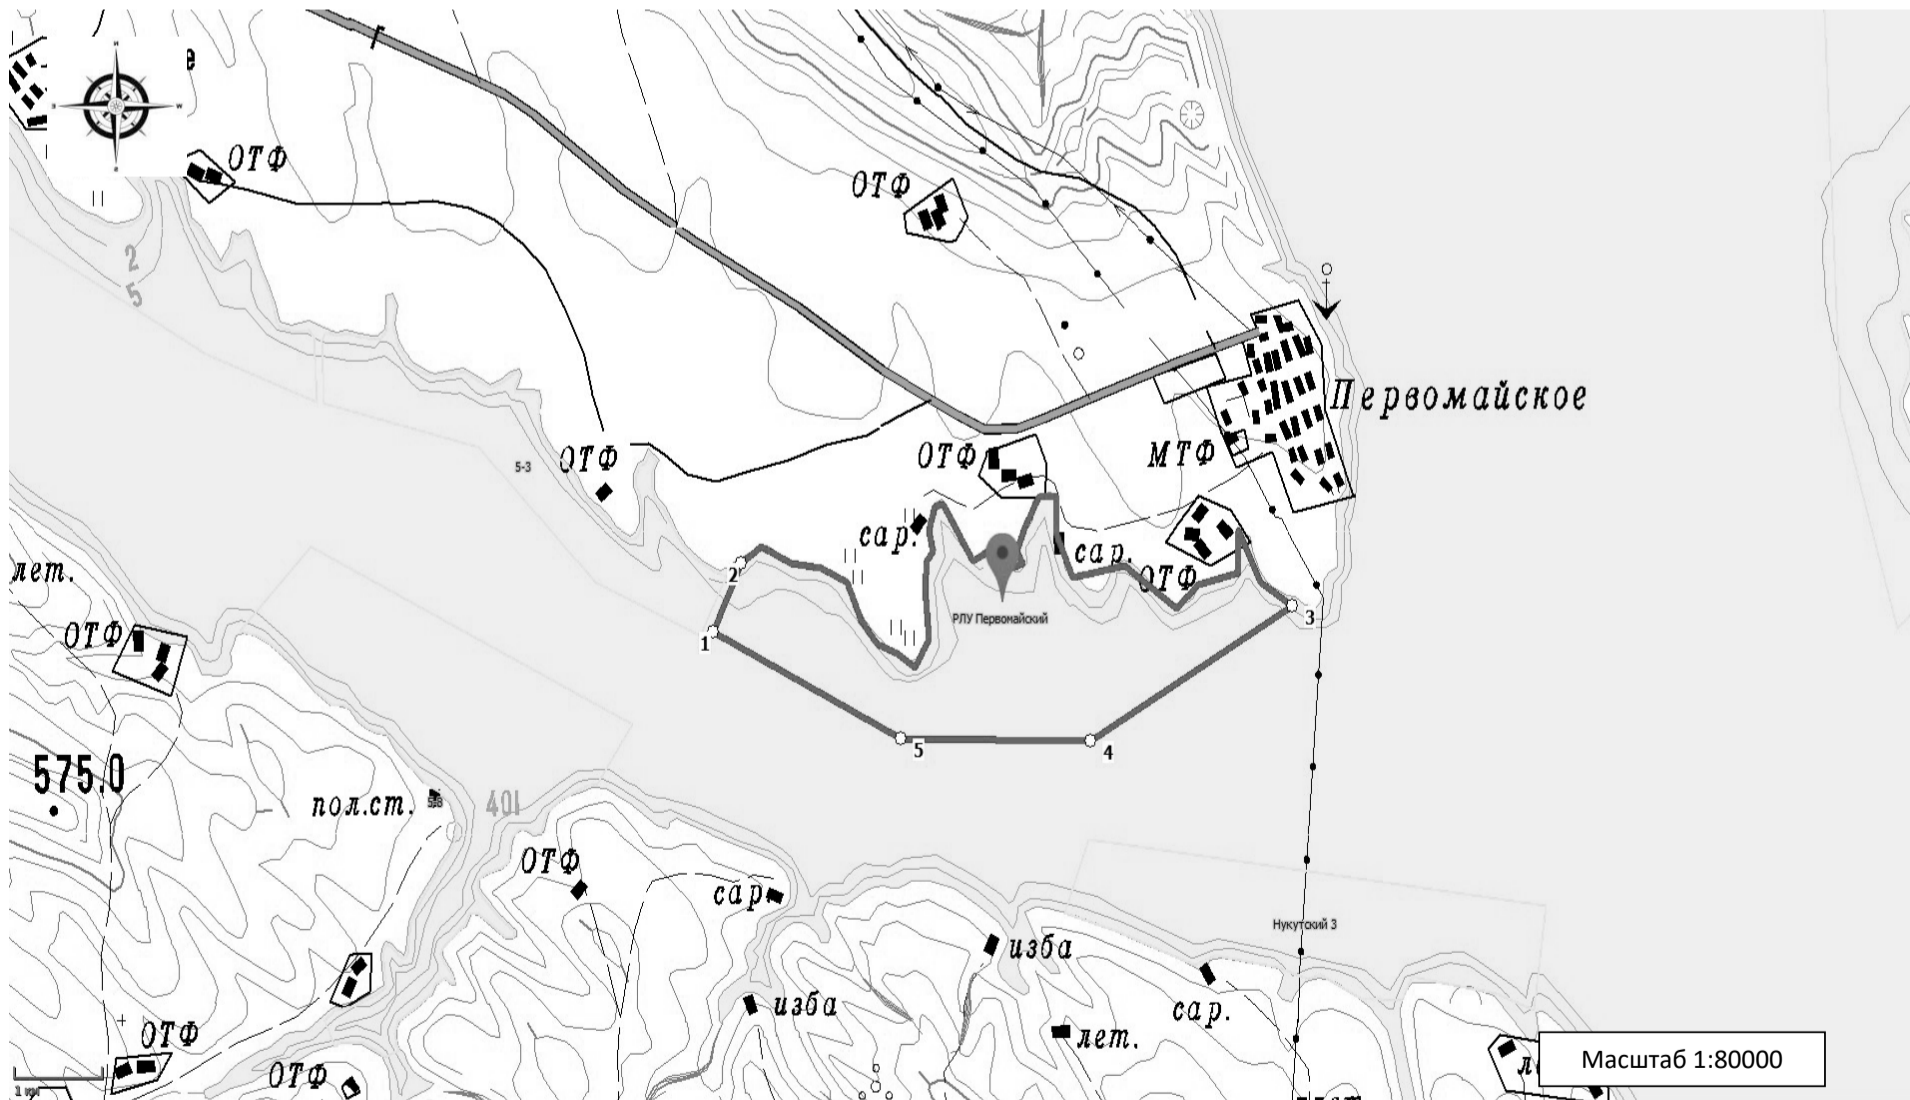 е
ОТФ
ОТФ
2
5
Первомайское
ОТФ
МТФ
5-3
ОТФ
сар.
сар.
ОТФ
2
лет.
3
РЛУ Первомайский
ОТФ
1
5
4
575.0
пол.ст.
401
ОТФ
сар
Нукутский 3
изба
изба
сар.
ОТФ
лет.
ОТФ
Масштаб 1:80000
1 км